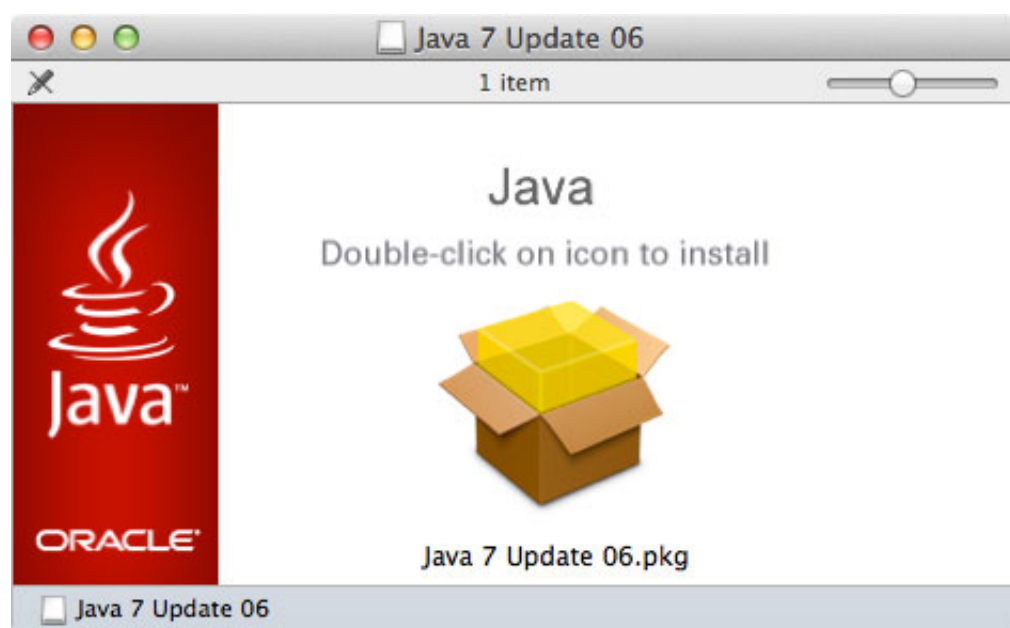 Java 7 Update 06
1 item
Java
Double-click on icon to install
Java™
ORACLE®
Java 7 Update 06.pkg
Java 7 Update 06